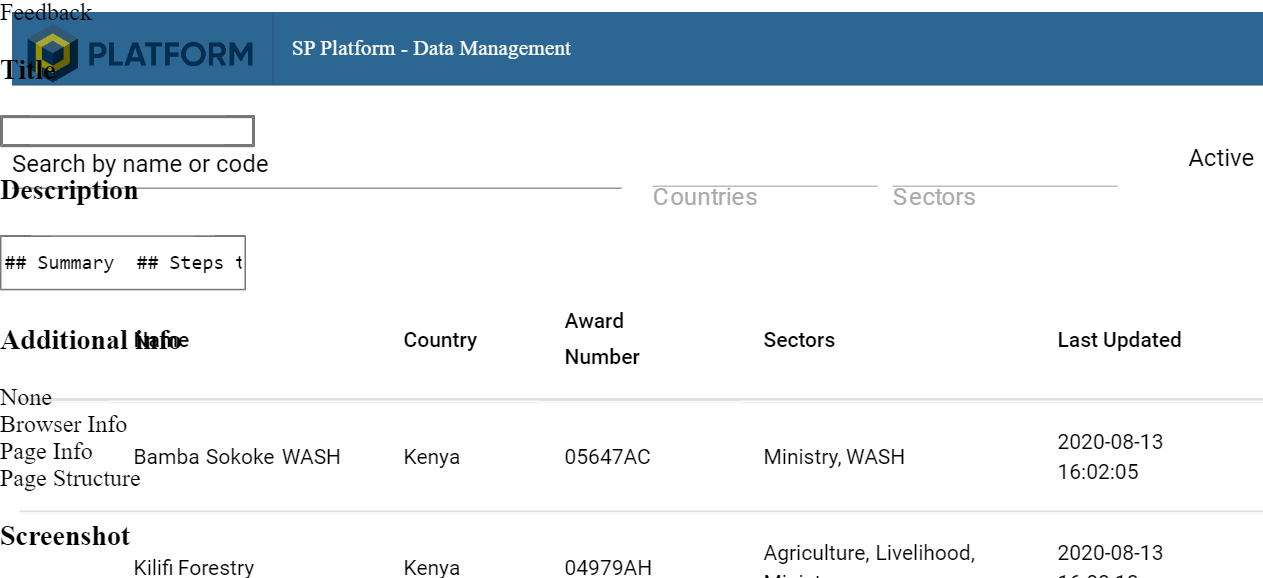 Feedback
PLATFORM
SP Platform - Data Management
Title
Search by name or code
Active
Description
Countries
Sectors
## Summary  ## Steps t
Additional Info
Name
Country
Award
Number
Sectors
Last Updated
None
Browser Info
Page Info
Page Structure
Bamba Sokoke WASH
Kenya
05647AC
Ministry, WASH
2020-08-13
16:02:05
Screenshot
Kilifi Forestry
Kenya
04979AH
Agriculture, Livelihood,
2020-08-13